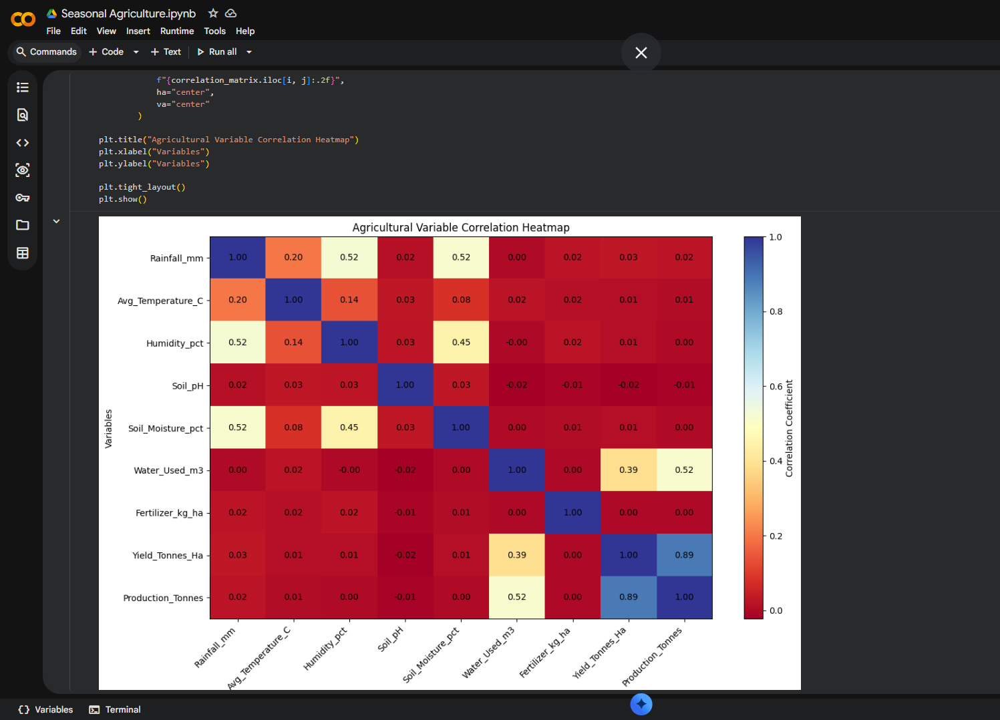 Seasonal Agriculture.ipynb
File Edit View Insert Runtime Tools Help
Commands + Code + Text Run all
f"{correlation_matrix.iloc[i, j]:.2f}",
ha="center",
va="center"
)
plt.title("Agricultural Variable Correlation Heatmap")
plt.xlabel("Variables")
plt.ylabel("Variables")
plt.tight_layout()
plt.show()
Agricultural Variable Correlation Heatmap
Rainfall_mm 1.00 0.20 0.52 0.02 0.52 0.00 0.02 0.03 0.02
Avg_Temperature_C 0.20 1.00 0.14 0.03 0.08 0.02 0.02 0.01 0.01
Humidity_pct 0.52 0.14 1.00 0.03 0.45 -0.00 0.02 0.01 0.00
Soil_pH 0.02 0.03 0.03 1.00 0.03 -0.02 -0.01 -0.02 -0.01
Soil_Moisture_pct 0.52 0.08 0.45 0.03 1.00 0.00 0.01 0.01 0.00
Water_Used_m3 0.00 0.02 -0.00 -0.02 0.00 1.00 0.00 0.39 0.52
Fertilizer_kg_ha 0.02 0.02 0.02 -0.01 0.01 0.00 1.00 0.00 0.00
Yield_Tonnes_Ha 0.03 0.01 0.01 -0.02 0.01 0.39 0.00 1.00 0.89
Production_Tonnes 0.02 0.01 0.00 -0.01 0.00 0.52 0.00 0.89 1.00
Variables
Rainfall_mm Avg_Temperature_C Humidity_pct Soil_pH Soil_Moisture_pct Water_Used_m3 Fertilizer_kg_ha Yield_Tonnes_Ha Production_Tonnes
1.0
0.8
0.6
0.4
0.2
0.0
Correlation Coefficient
{} Variables Terminal